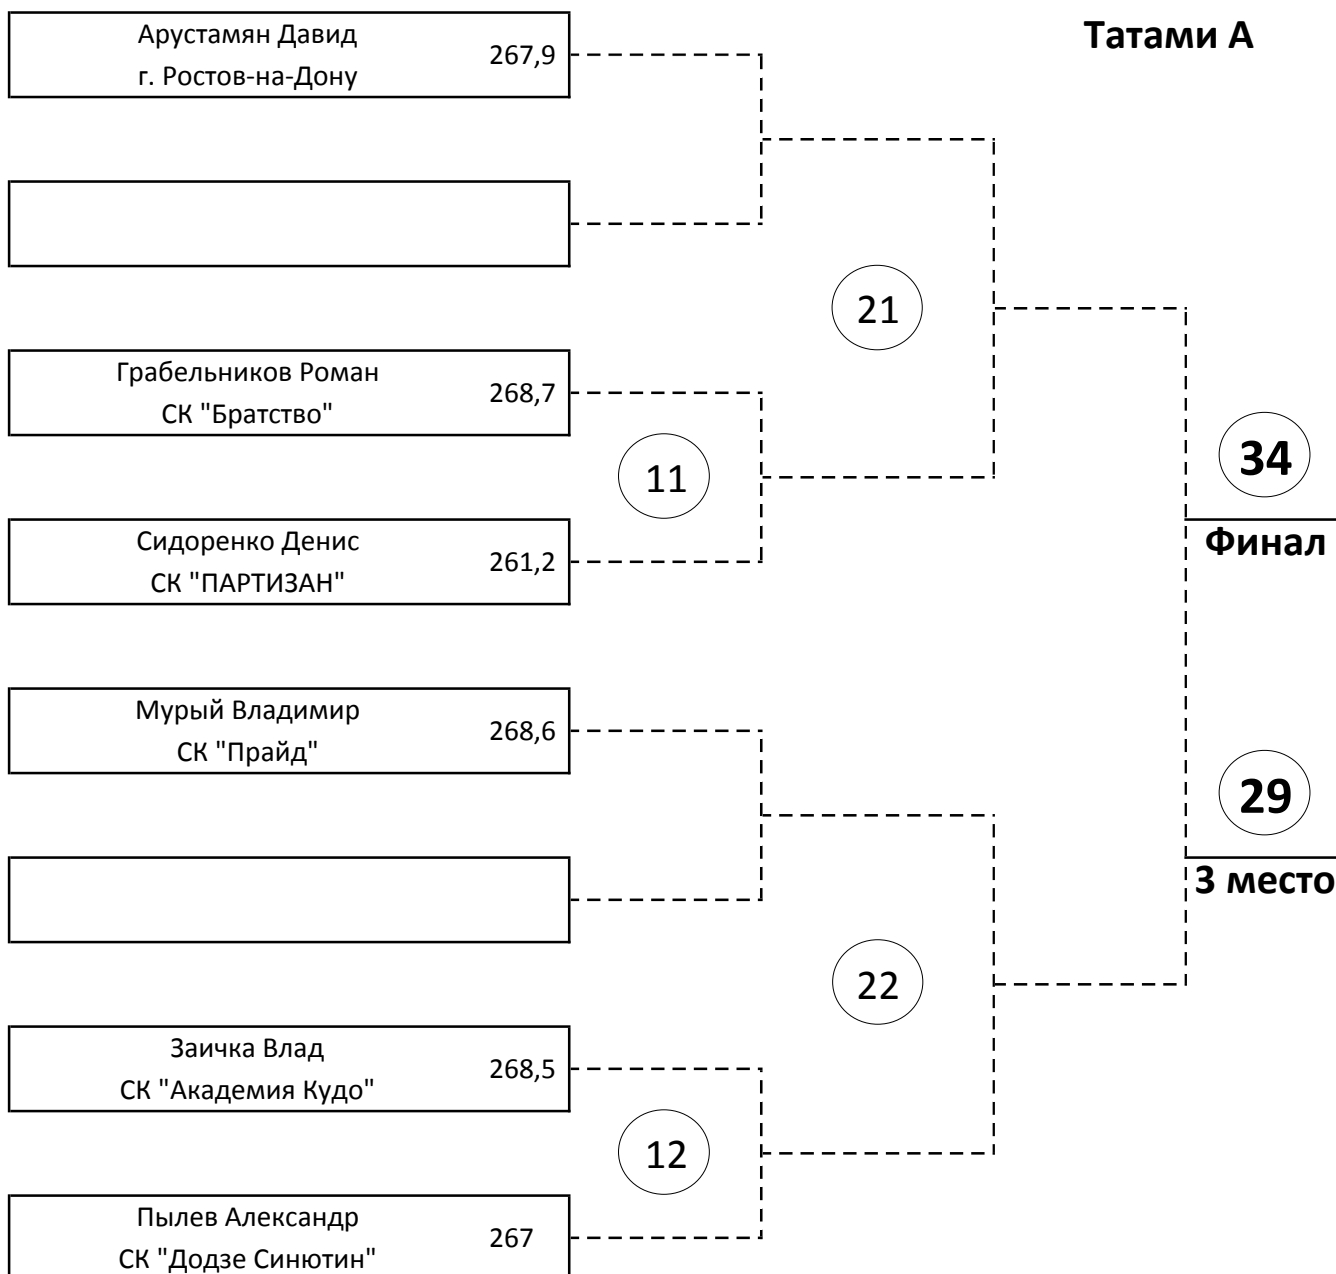 Татами А
Арустамян Давид
г. Ростов-на-Дону
267,9
21
Грабельников Роман
СК "Братство"
268,7
11
34
Финал
Сидоренко Денис
СК "ПАРТИЗАН"
261,2
Мурый Владимир
СК "Прайд"
268,6
29
3 место
22
Заичка Влад
СК "Академия Кудо"
268,5
12
Пылев Александр
СК "Додзе Синютин"
267